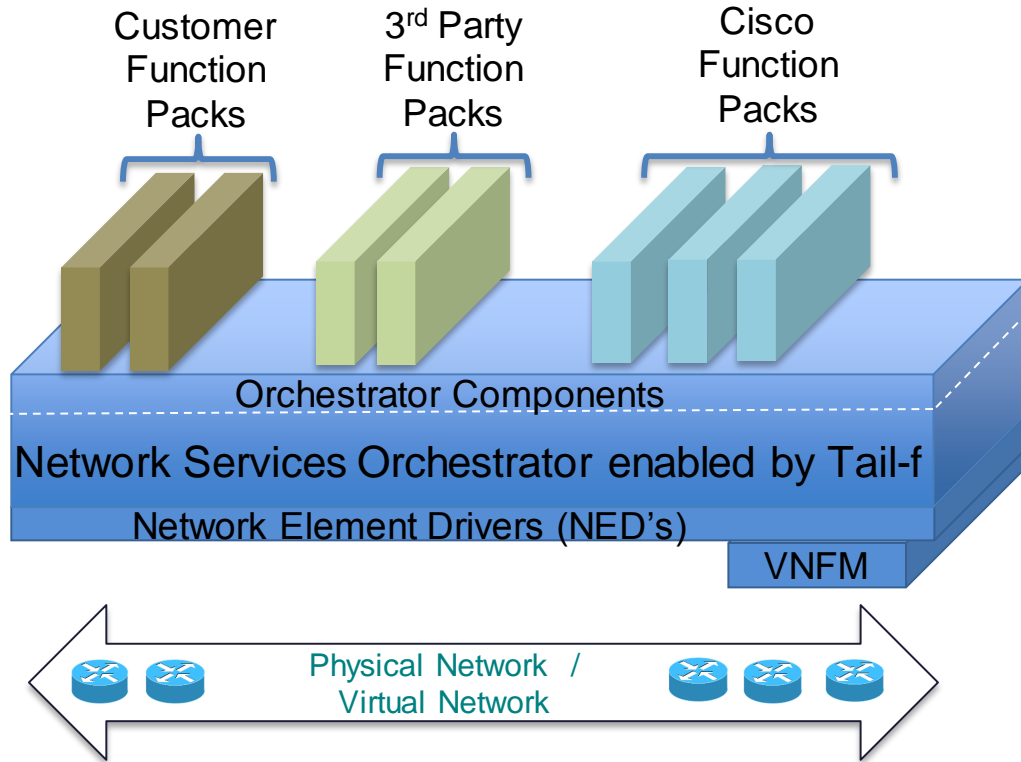 Customer
Function
Packs
3rd Party
Function
Packs
Cisco
Function
Packs
Orchestrator Components
Network Services Orchestrator enabled by Tail-f
Network Element Drivers (NED's)
VNFM
Physical Network /
Virtual Network